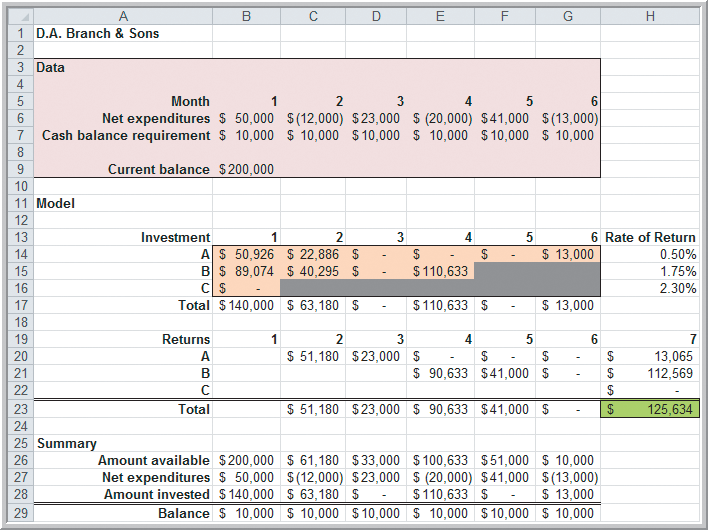 A B C D E F G H
1 D.A. Branch & Sons
2
3 Data
4
5 Month 1 2 3 4 5 6
6 Net expenditures $ 50,000 $(12,000) $23,000 $ (20,000) $41,000 $(13,000)
7 Cash balance requirement $ 10,000 $ 10,000 $10,000 $ 10,000 $10,000 $ 10,000
8
9 Current balance $200,000
10
11 Model
12
13 Investment 1 2 3 4 5 6 Rate of Return
14 A $ 50,926 $ 22,886 $ - $ - $ - $ 13,000 0.50%
15 B $ 89,074 $ 40,295 $ - $110,633 1.75%
16 C $ - 2.30%
17 Total $140,000 $ 63,180 $ - $110,633 $ - $ 13,000
18
19 Returns 1 2 3 4 5 6 7
20 A $ 51,180 $23,000 $ - $ - $ - $ 13,065
21 B $ 90,633 $41,000 $ - $ 112,569
22 C $ -
23 Total $ 51,180 $23,000 $ 90,633 $41,000 $ - $ 125,634
24
25 Summary
26 Amount available $200,000 $ 61,180 $33,000 $100,633 $51,000 $ 10,000
27 Net expenditures $ 50,000 $(12,000) $23,000 $ (20,000) $41,000 $(13,000)
28 Amount invested $140,000 $ 63,180 $ - $110,633 $ - $ 13,000
29 Balance $ 10,000 $ 10,000 $10,000 $ 10,000 $10,000 $ 10,000